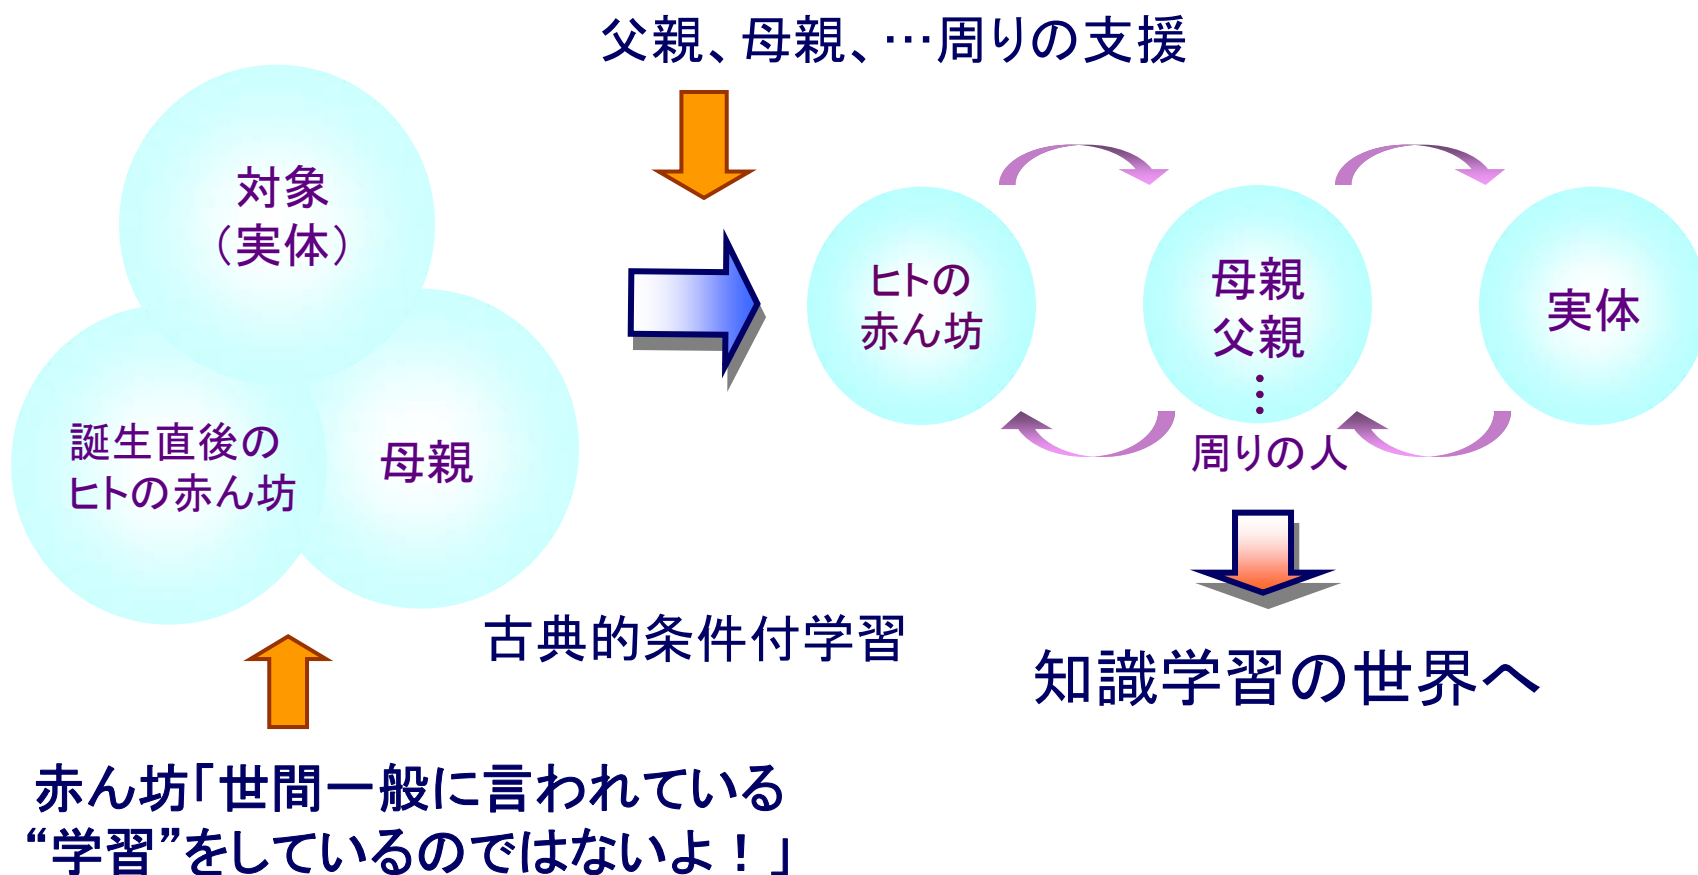 父親、母親、…周りの支援
対象
（実体）
誕生直後の
ヒトの赤ん坊
母親
ヒトの
赤ん坊
母親
父親
…
周りの人
実体
古典的条件付学習
知識学習の世界へ
赤ん坊「世間一般に言われている
“学習”をしているのではないよ！」